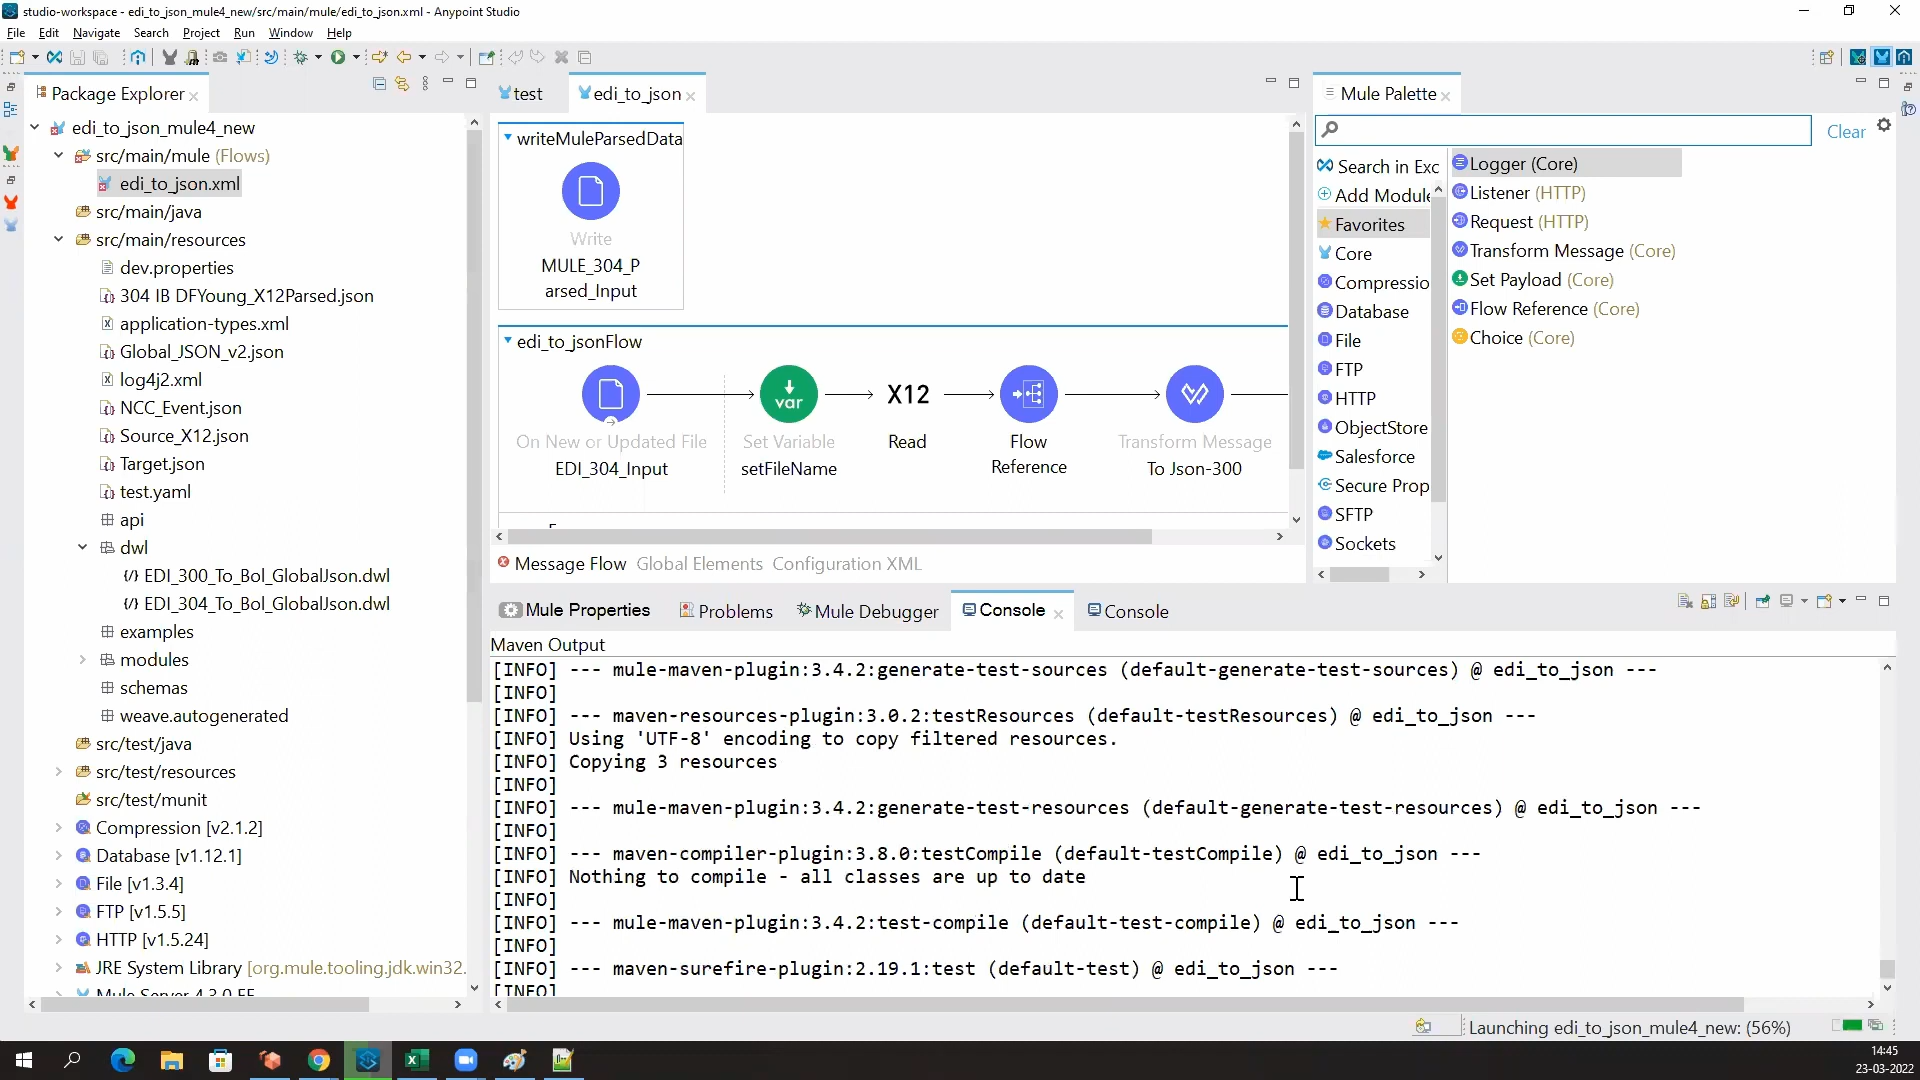 studio-workspace - edi_to_json_mule4_new/src/main/mule/edi_to_json.xml - Anypoint Studio
File Edit Navigate Search Project Run Window Help
Package Explorer
edi_to_json_mule4_new
src/main/mule (Flows)
edi_to_json.xml
src/main/java
src/main/resources
dev.properties
304 IB DFYoung_X12Parsed.json
application-types.xml
Global_JSON_v2.json
log4j2.xml
NCC_Event.json
Source_X12.json
Target.json
test.yaml
api
dwl
EDI_300_To_Bol_GlobalJson.dwl
EDI_304_To_Bol_GlobalJson.dwl
examples
modules
schemas
weave.autogenerated
src/test/java
src/test/resources
src/test/munit
Compression [v2.1.2]
Database [v1.12.1]
File [v1.3.4]
FTP [v1.5.5]
HTTP [v1.5.24]
JRE System Library [org.mule.tooling.jdk.win32.
Mule Server 4.3.0 EE
test
edi_to_json
writeMuleParsedData
Write
MULE_304_P
arsed_Input
edi_to_jsonFlow
var
X12
On New or Updated File
EDI_304_Input
Set Variable
setFileName
Read
Flow
Reference
Transform Message
To Json-300
Message Flow Global Elements Configuration XML
Mule Palette
Clear
Search in Exc
Add Module
Favorites
Core
Compressio
Database
File
FTP
HTTP
ObjectStore
Salesforce
Secure Prop
SFTP
Sockets
Logger (Core)
Listener (HTTP)
Request (HTTP)
Transform Message (Core)
Set Payload (Core)
Flow Reference (Core)
Choice (Core)
Mule Properties Problems Mule Debugger Console Console
Maven Output
[INFO] --- mule-maven-plugin:3.4.2:generate-test-sources (default-generate-test-sources) @ edi_to_json ---
[INFO]
[INFO] --- maven-resources-plugin:3.0.2:testResources (default-testResources) @ edi_to_json ---
[INFO] Using 'UTF-8' encoding to copy filtered resources.
[INFO] Copying 3 resources
[INFO]
[INFO] --- mule-maven-plugin:3.4.2:generate-test-resources (default-generate-test-resources) @ edi_to_json ---
[INFO]
[INFO] --- maven-compiler-plugin:3.8.0:testCompile (default-testCompile) @ edi_to_json ---
[INFO] Nothing to compile - all classes are up to date
[INFO]
[INFO] --- mule-maven-plugin:3.4.2:test-compile (default-test-compile) @ edi_to_json ---
[INFO]
[INFO] --- maven-surefire-plugin:2.19.1:test (default-test) @ edi_to_json ---
[INFO]
Launching edi_to_json_mule4_new: (56%)
14:45
23-03-2022